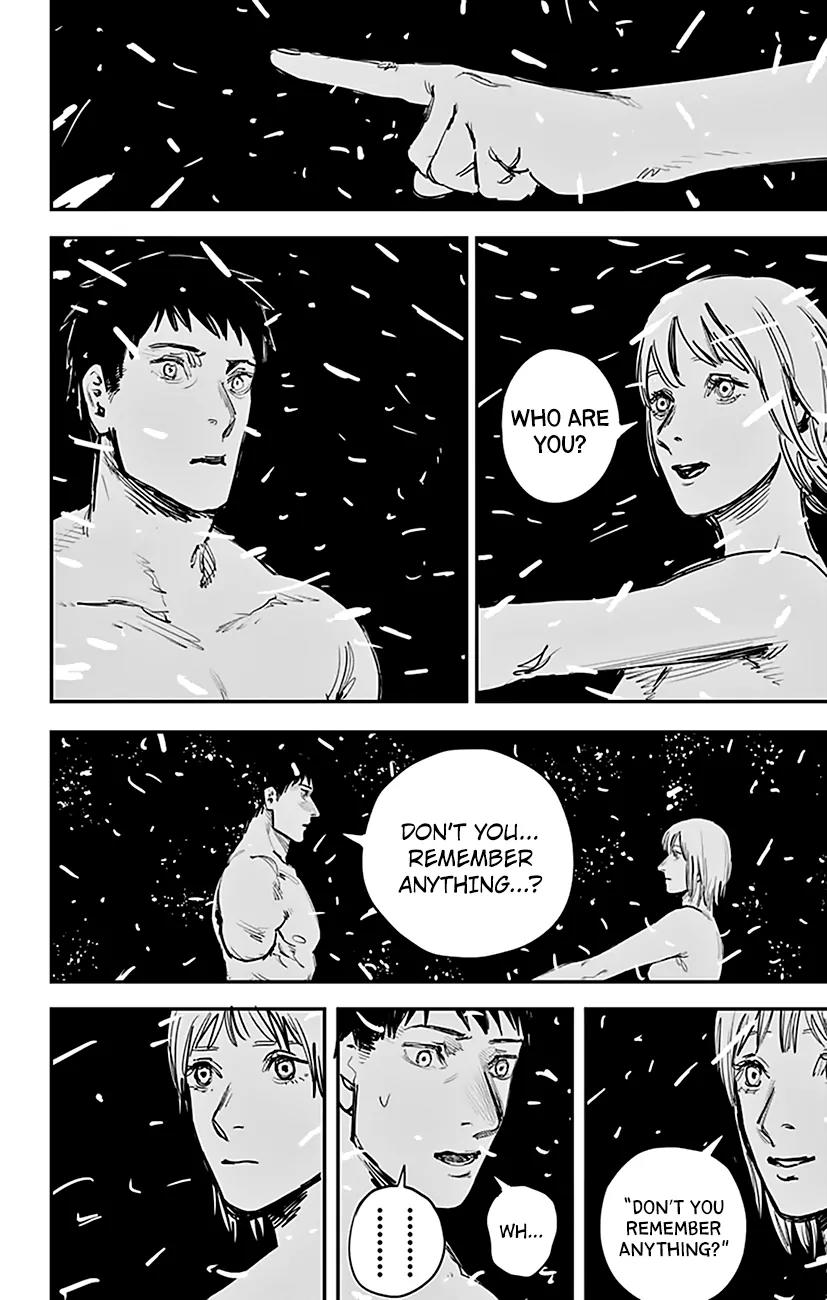 WHO ARE
YOU?
DON'T YOU...
REMEMBER
ANYTHING...?
"DON'T YOU
REMEMBER
ANYTHING?"
WH...